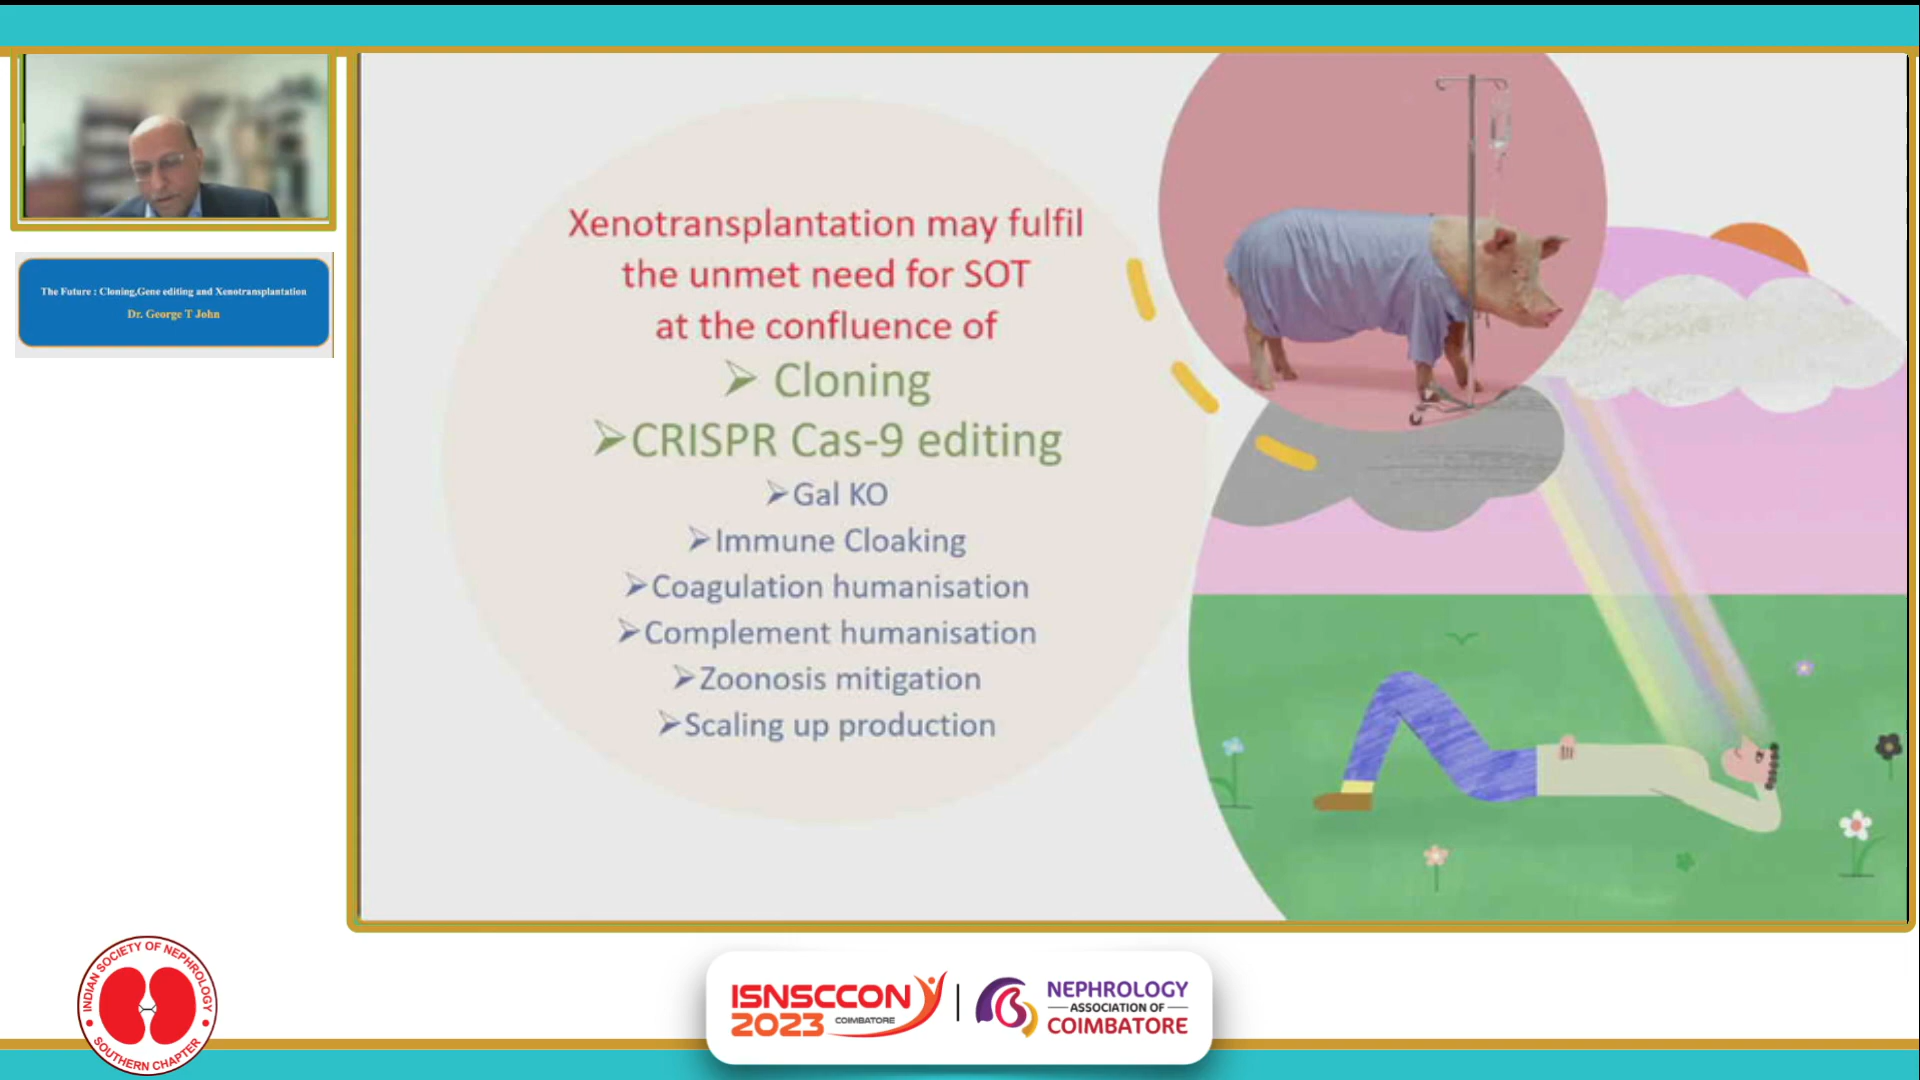 The Future : Cloning,Gene editing and Xenotransplantation
Dr. George T John
Xenotransplantation may fulfil
the unmet need for SOT
at the confluence of
➢ Cloning
➢CRISPR Cas-9 editing
➢Gal KO
➢Immune Cloaking
➢Coagulation humanisation
➢Complement humanisation
➢Zoonosis mitigation
➢Scaling up production
INDIAN SOCIETY OF NEPHROLOGY
SOUTHERN CHAPTER
ISNSCCON
2023 COIMBATORE
NEPHROLOGY
ASSOCIATION OF
COIMBATORE